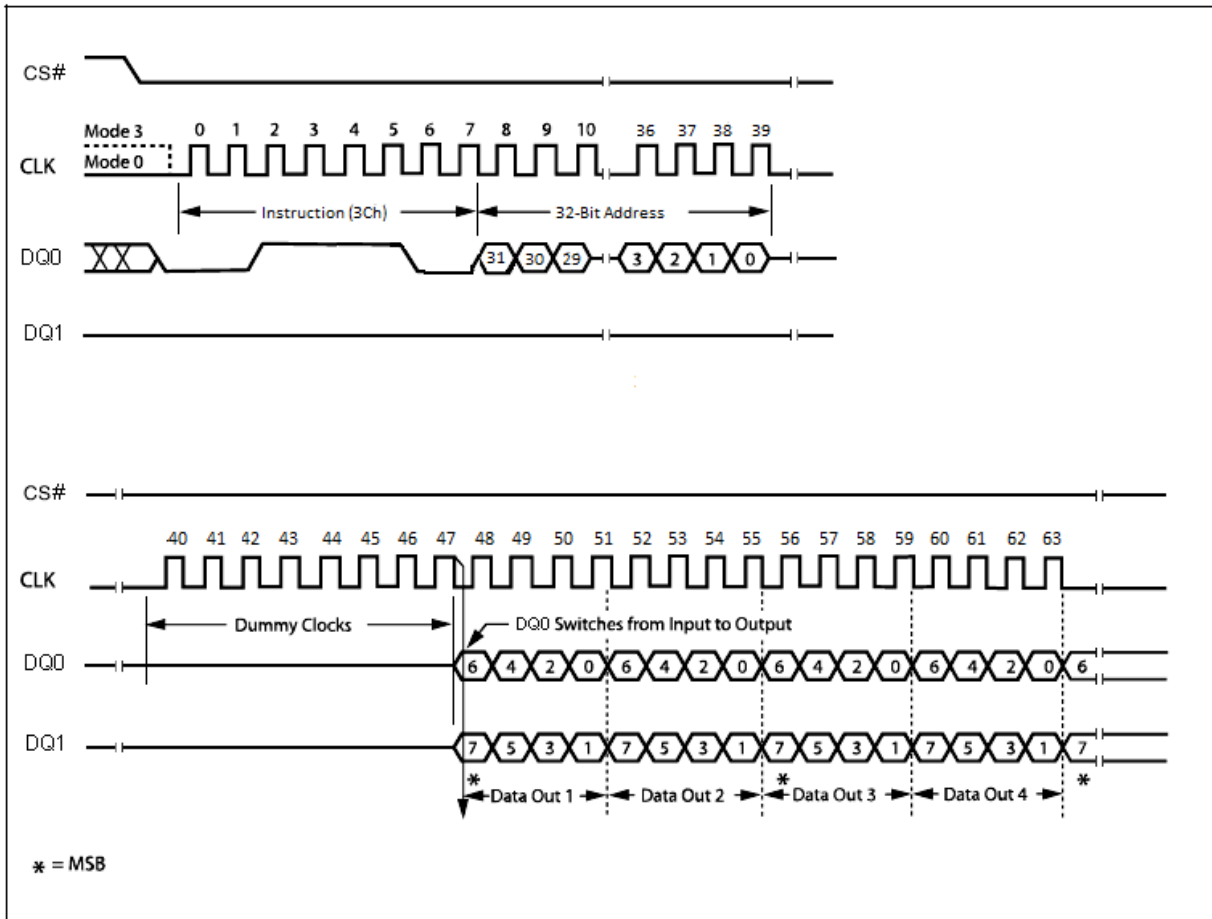 CS#
Mode 3 0 1 2 3 4 5 6 7 8 9 10 36 37 38 39
CLK Mode 0
Instruction (3Ch) 32-Bit Address
DQ0 31 30 29 3 2 1 0
DQ1
CS#
40 41 42 43 44 45 46 47 48 49 50 51 52 53 54 55 56 57 58 59 60 61 62 63
CLK
Dummy Clocks DQ0 Switches from Input to Output
DQ0 6 4 2 0 6 4 2 0 6 4 2 0 6 4 2 0 6
DQ1 7 5 3 1 7 5 3 1 7 5 3 1 7 5 3 1 7
* * *
Data Out 1 Data Out 2 Data Out 3 Data Out 4
* = MSB